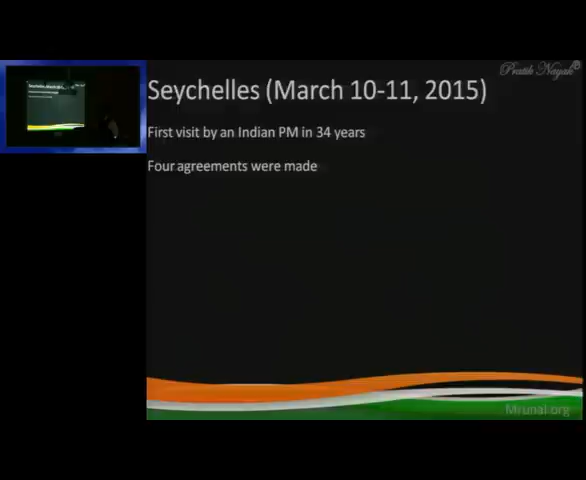 Pratik Nayak
Seychelles (March 10-11, 2015)
First visit by an Indian PM in 34 years
Four agreements were made
Mrunal.org